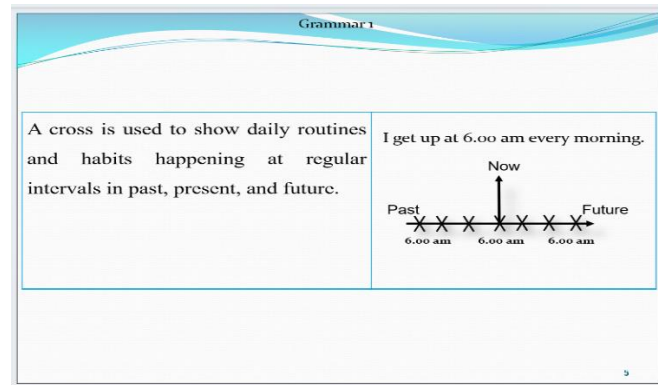 Grammar 1
A cross is used to show daily routines
and habits happening at regular
intervals in past, present, and future.
I get up at 6.00 am every morning.
Now
Past Future
6.00 am 6.00 am 6.00 am
5